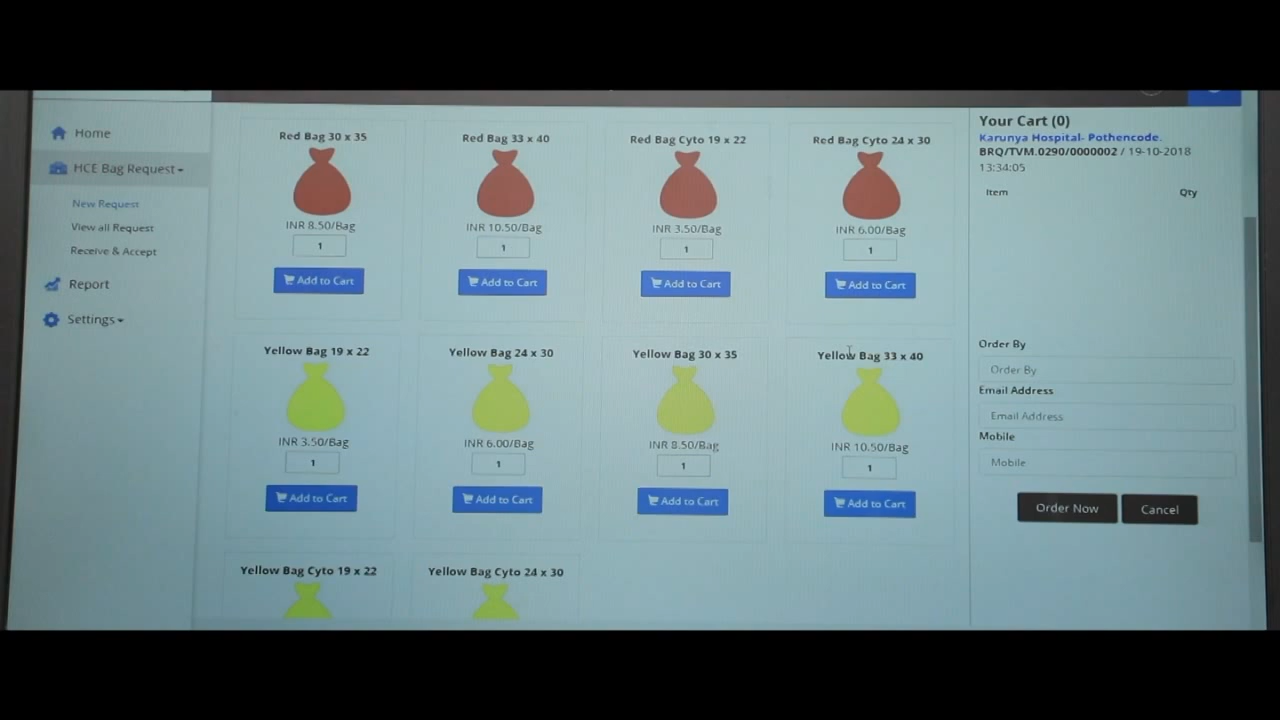 Home
HCE Bag Request
New Request
View all Request
Receive & Accept
Report
Settings
Red Bag 30 x 35
INR 8.50/Bag
1
Add to Cart
Red Bag 33 x 40
INR 10.50/Bag
1
Add to Cart
Red Bag Cyto 19 x 22
INR 3.50/Bag
1
Add to Cart
Red Bag Cyto 24 x 30
INR 6.00/Bag
1
Add to Cart
Yellow Bag 19 x 22
INR 3.50/Bag
1
Add to Cart
Yellow Bag 24 x 30
INR 6.00/Bag
1
Add to Cart
Yellow Bag 30 x 35
INR 8.50/Bag
1
Add to Cart
Yellow Bag 33 x 40
INR 10.50/Bag
1
Add to Cart
Yellow Bag Cyto 19 x 22
Yellow Bag Cyto 24 x 30
Your Cart (0)
Karunya Hospital- Pothencode.
BRQ/TVM.0290/0000002 / 19-10-2018
13:34:05
Item Qty
Order By
Order By
Email Address
Email Address
Mobile
Mobile
Order Now Cancel